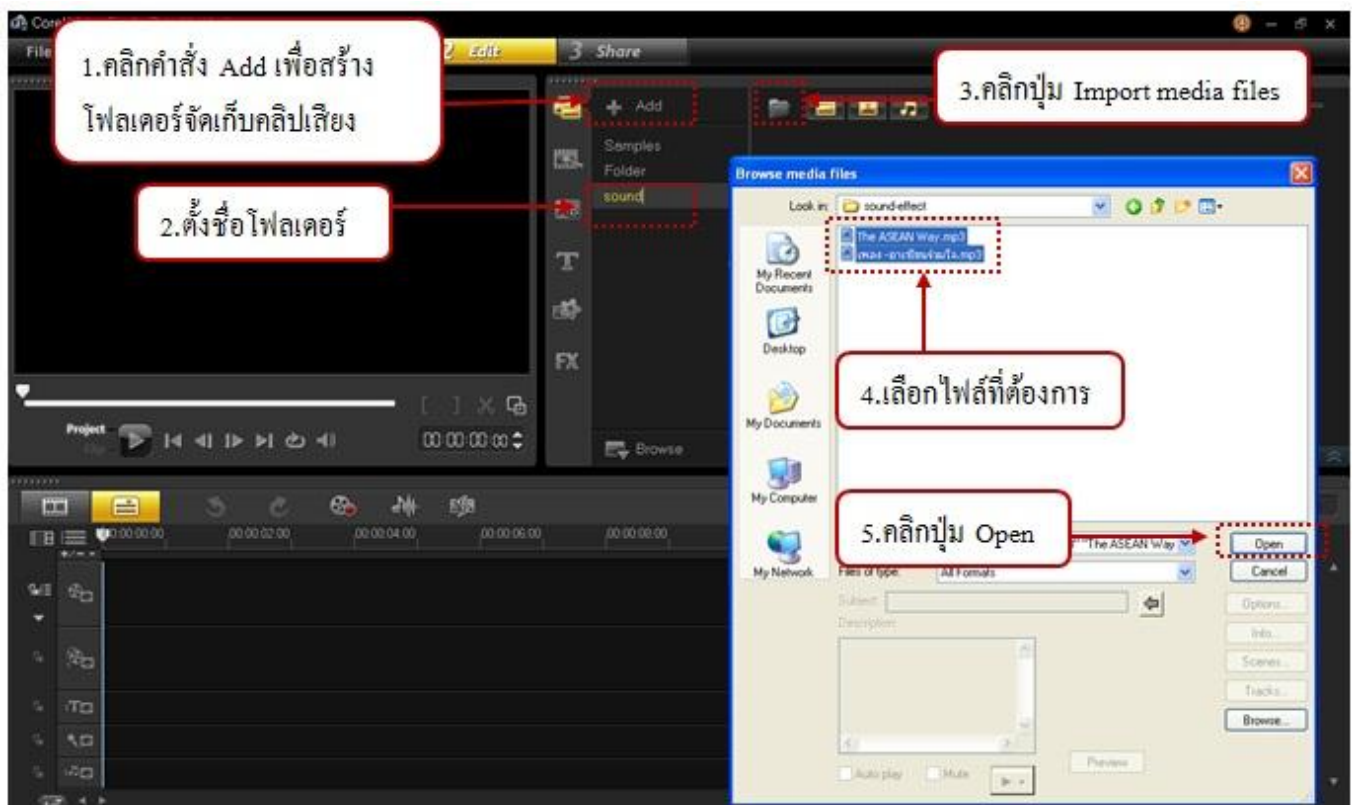 Corel
File
2 Edit
3 Share
1.คลิกคำสั่ง Add เพื่อสร้าง
โฟลเดอร์จัดเก็บคลิปเสียง
2.ตั้งชื่อโฟลเดอร์
3.คลิกปุ่ม Import media files
+ Add
Samples
Folder
sound
T
FX
Browse
Browse media files
Look in:
sound-effect
The ASEAN Way.mp3
My Recent
Documents
Desktop
My Documents
My Computer
My Network
4.เลือกไฟล์ที่ต้องการ
5.คลิกปุ่ม Open
"The ASEAN Way
Open
Files of type:
All Formats
Cancel
Subject:
Options...
Description:
Info...
Scenes...
Tracks...
Browse...
Auto play
Mute
Preview
Project
00:00:00:00
00:00:00:00
00:00:02:00
00:00:04:00
00:00:06:00
00:00:08:00